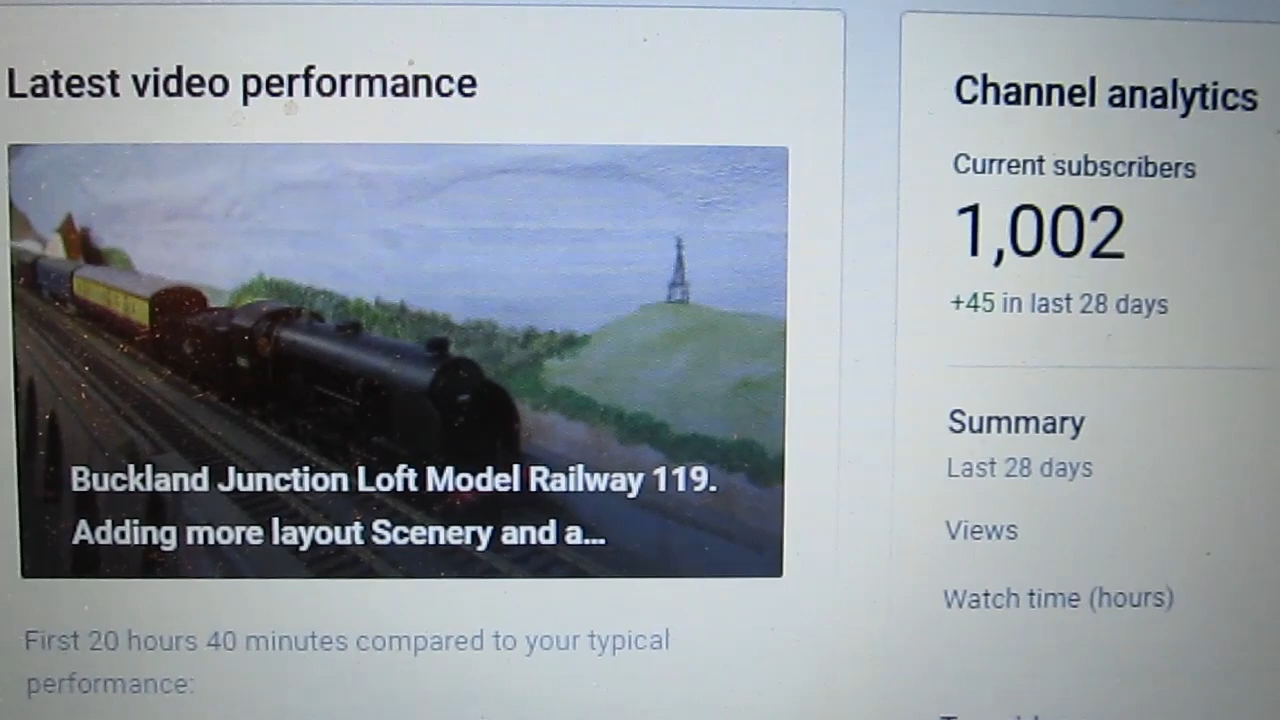 Latest video performance
Buckland Junction Loft Model Railway 119.
Adding more layout Scenery and a...
First 20 hours 40 minutes compared to your typical
performance:
Channel analytics
Current subscribers
1,002
+45 in last 28 days
Summary
Last 28 days
Views
Watch time (hours)